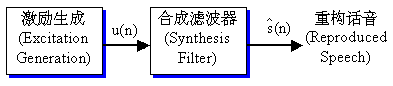 激励生成
(Excitation
Generation)
u(n)
合成滤波器
(Synthesis
Filter)
ŝ(n)
重构话音
(Reproduced
Speech)